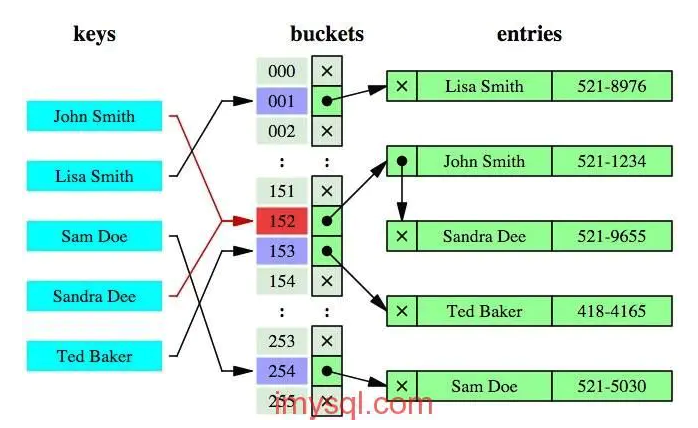 keys buckets entries
000 ×
001 × Lisa Smith 521-8976
John Smith
002 ×
: :
John Smith 521-1234
Lisa Smith
151 ×
152
Sam Doe × Sandra Dee 521-9655
153
154 ×
Sandra Dee
: : × Ted Baker 418-4165
253 ×
Ted Baker
254 × Sam Doe 521-5030
255 ×
imysql.com